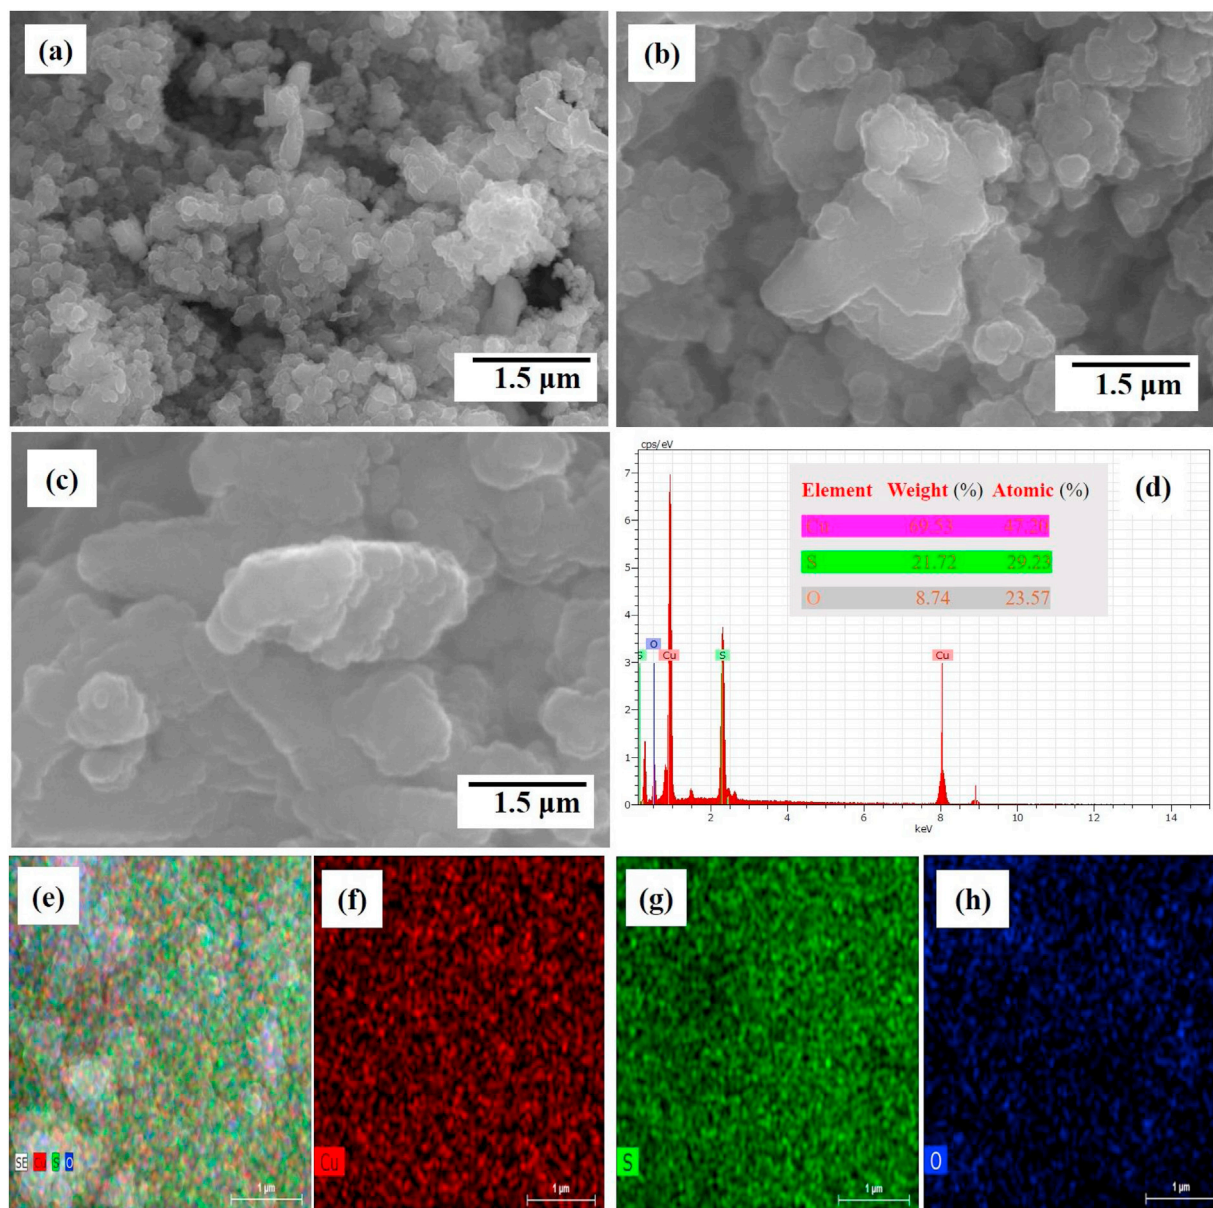 (a)
1.5 μm
(b)
1.5 μm
(c)
1.5 μm
(d)
cps/eV
Element Weight (%) Atomic (%)
Cu 69.53 47.20
S 21.72 29.23
O 8.74 23.57
7
6
5
4
3
2
1
0
S O Cu S Cu
2 4 6 8 10 12 14
keV
(e)
SE Cu S O
1 μm
(f)
Cu
1 μm
(g)
S
1 μm
(h)
O
1 μm